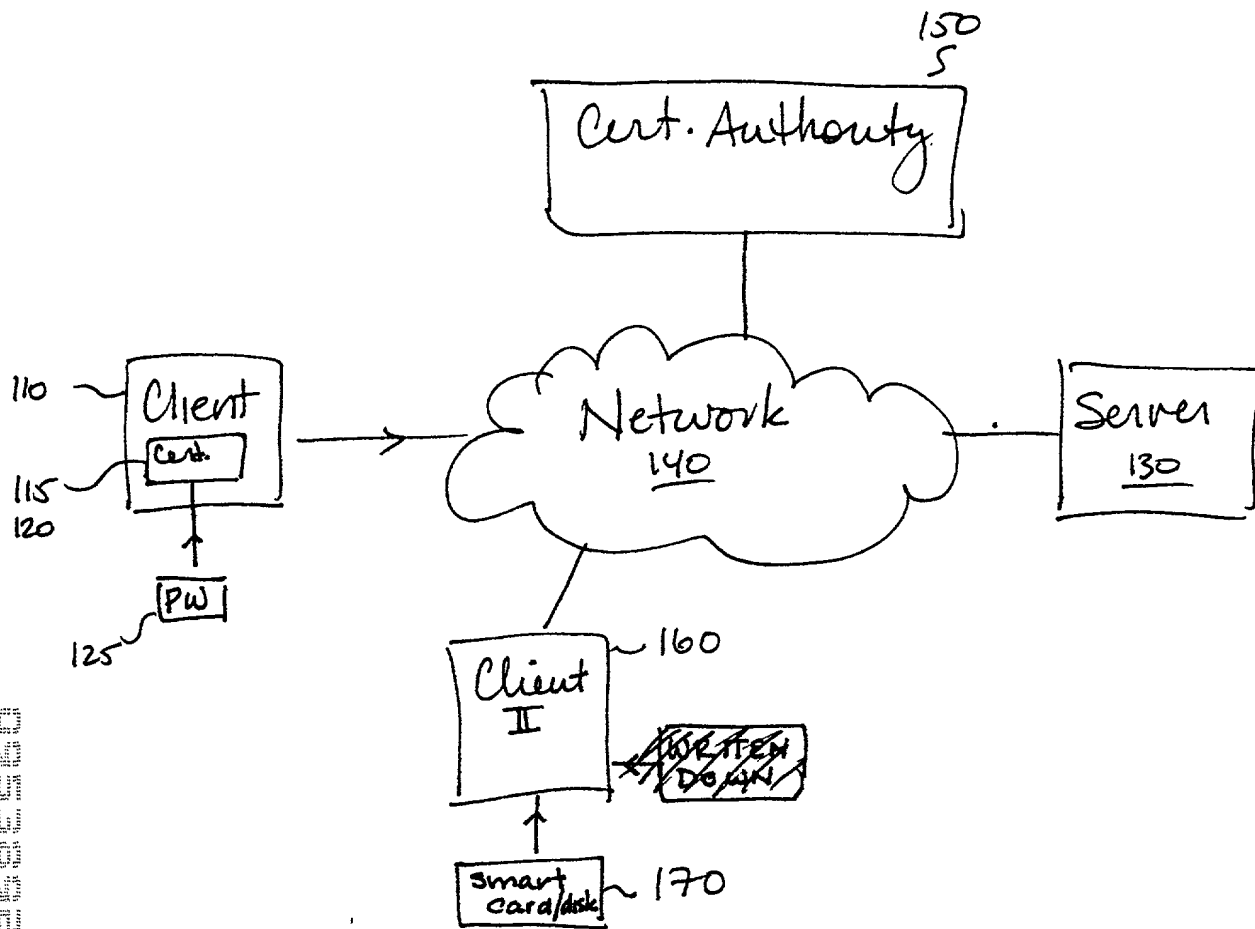 150
Cert. Authority
110
Client
Cert.
115
120
PW
125
Network
140
Server
130
Client
II
160
WRITTEN
DOWN
smart
card/disk
170